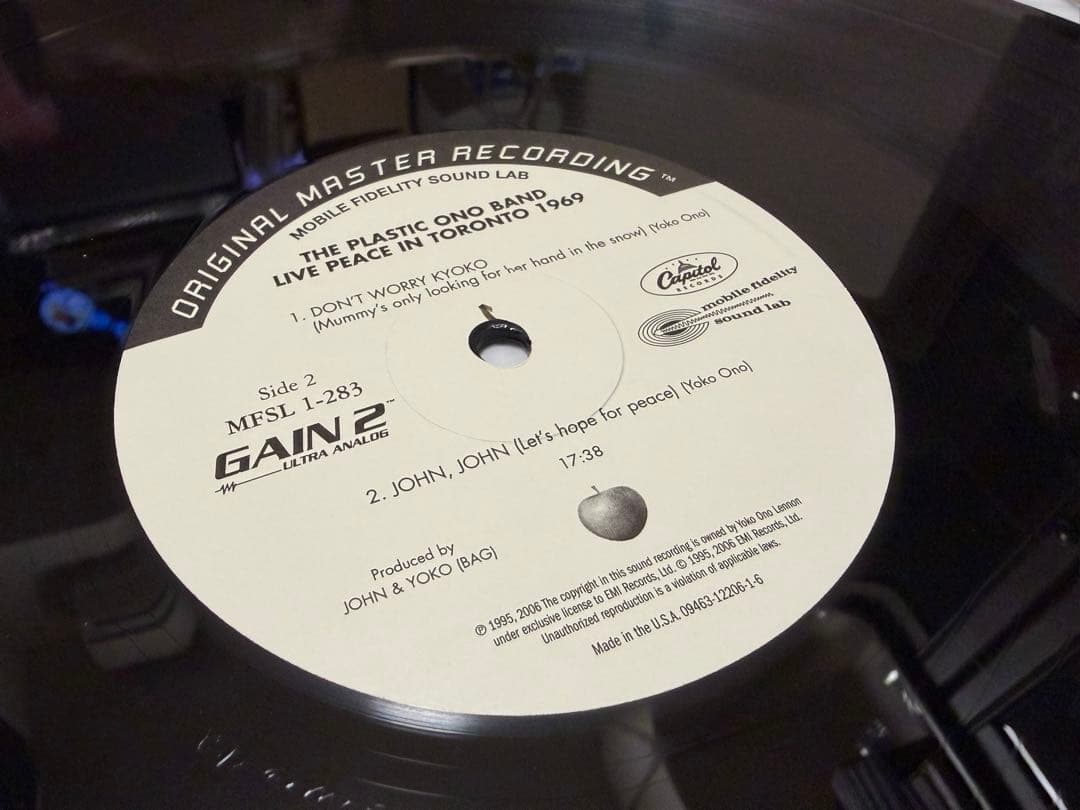 ORIGINAL MASTER RECORDING™
MOBILE FIDELITY SOUND LAB
THE PLASTIC ONO BAND
LIVE PEACE IN TORONTO 1969
1. DON'T WORRY KYOKO
(Mummy's only looking for her hand in the snow) (Yoko Ono)
Capitol
RECORDS
mobile fidelity
sound lab
Side 2
MFSL 1-283
GAIN 2™
ULTRA ANALOG
2. JOHN, JOHN (Let's hope for peace) (Yoko Ono)
17:38
Produced by
JOHN & YOKO (BAG)
℗ 1995, 2006 The copyright in this sound recording is owned by Yoko Ono Lennon
under exclusive license to EMI Records, Ltd. © 1995, 2006 EMI Records, Ltd.
Unauthorized reproduction is a violation of applicable laws.
Made in the U.S.A. 09463-12206-1-6